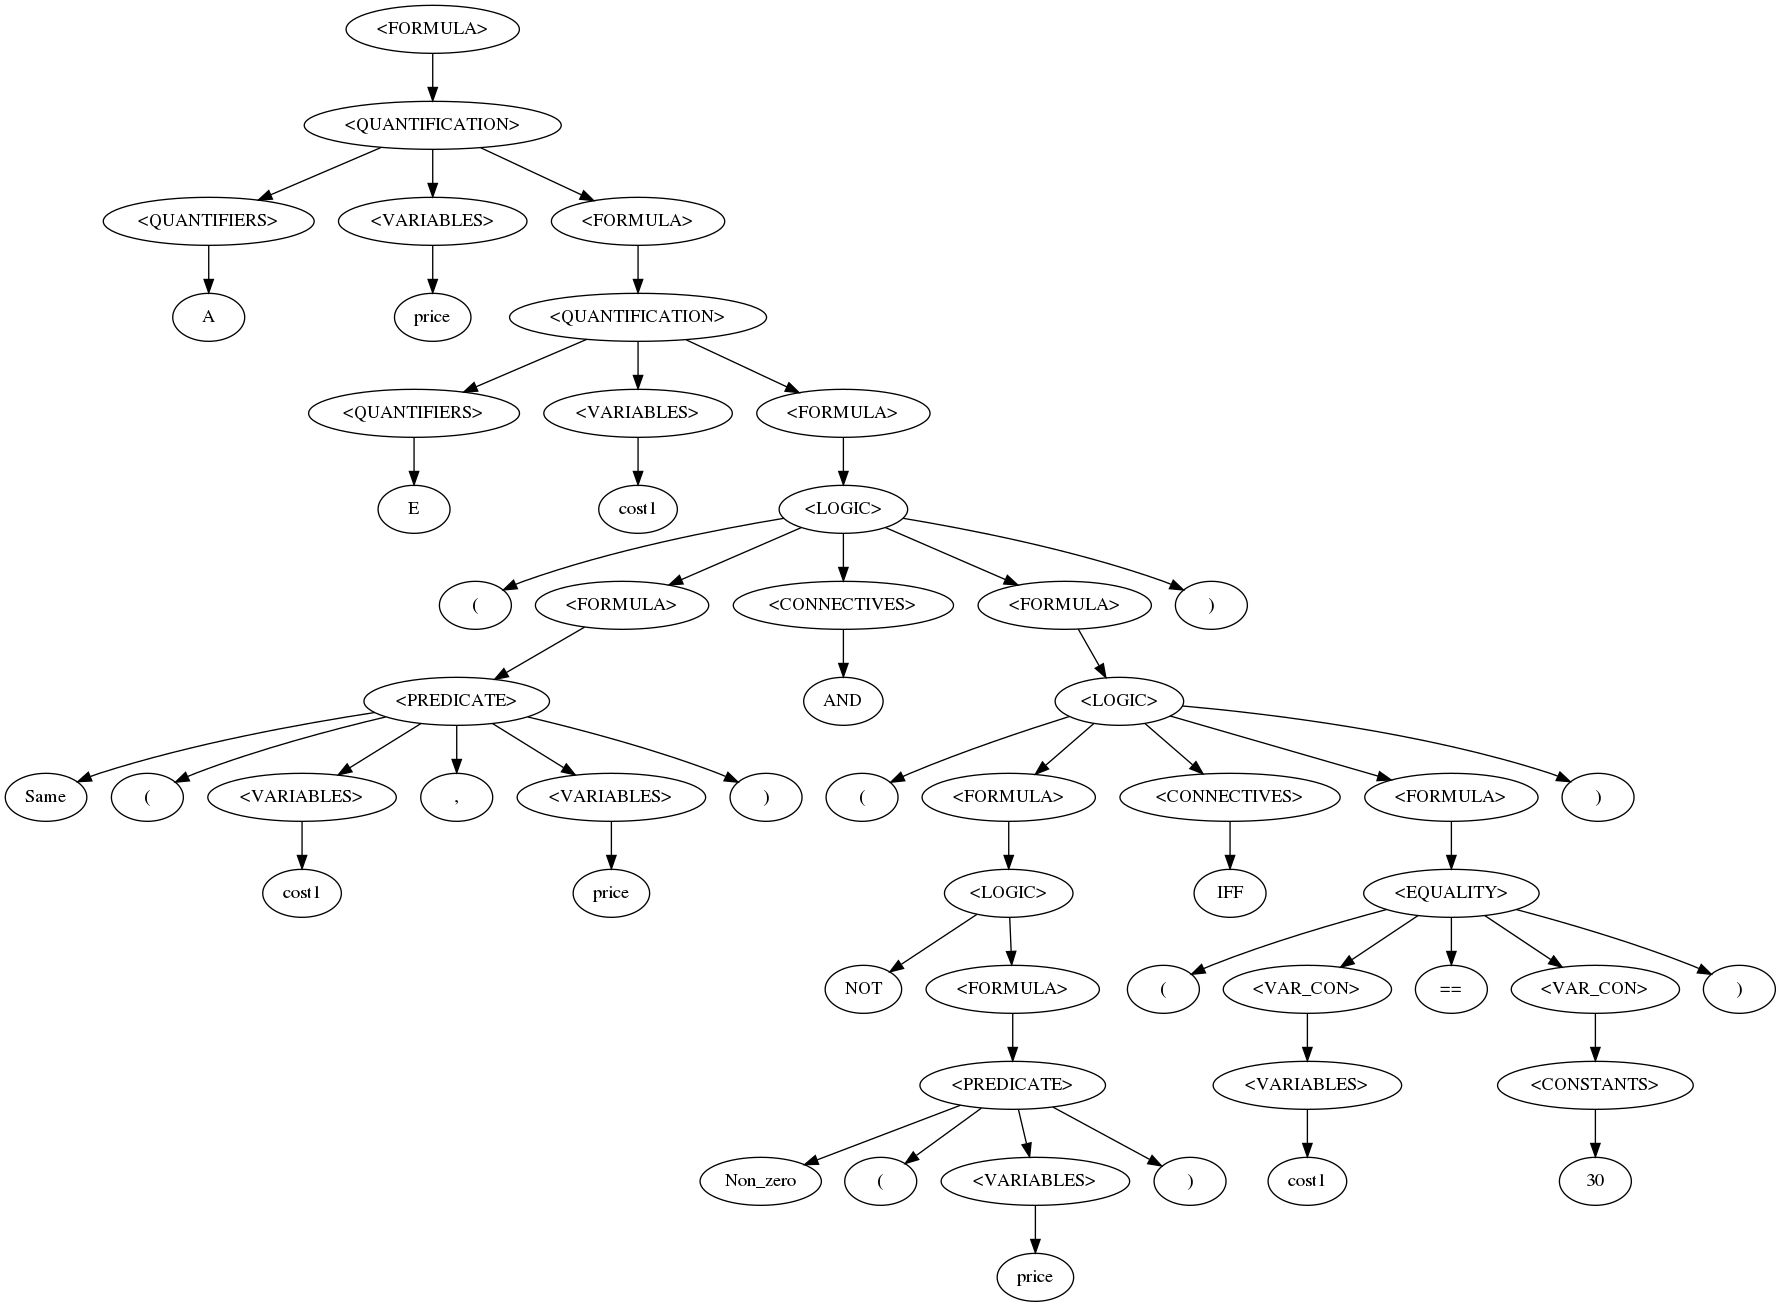 <FORMULA>
<QUANTIFICATION>
<QUANTIFIERS> <VARIABLES> <FORMULA>
A price <QUANTIFICATION>
<QUANTIFIERS> <VARIABLES> <FORMULA>
E cost1 <LOGIC>
( <FORMULA> <CONNECTIVES> <FORMULA> )
<PREDICATE> AND <LOGIC>
Same ( <VARIABLES> , <VARIABLES> ) ( <FORMULA> <CONNECTIVES> <FORMULA> )
cost1 price <LOGIC> IFF <EQUALITY>
NOT <FORMULA> ( <VAR_CON> == <VAR_CON> )
<PREDICATE> <VARIABLES> <CONSTANTS>
Non_zero ( <VARIABLES> ) cost1 30
price